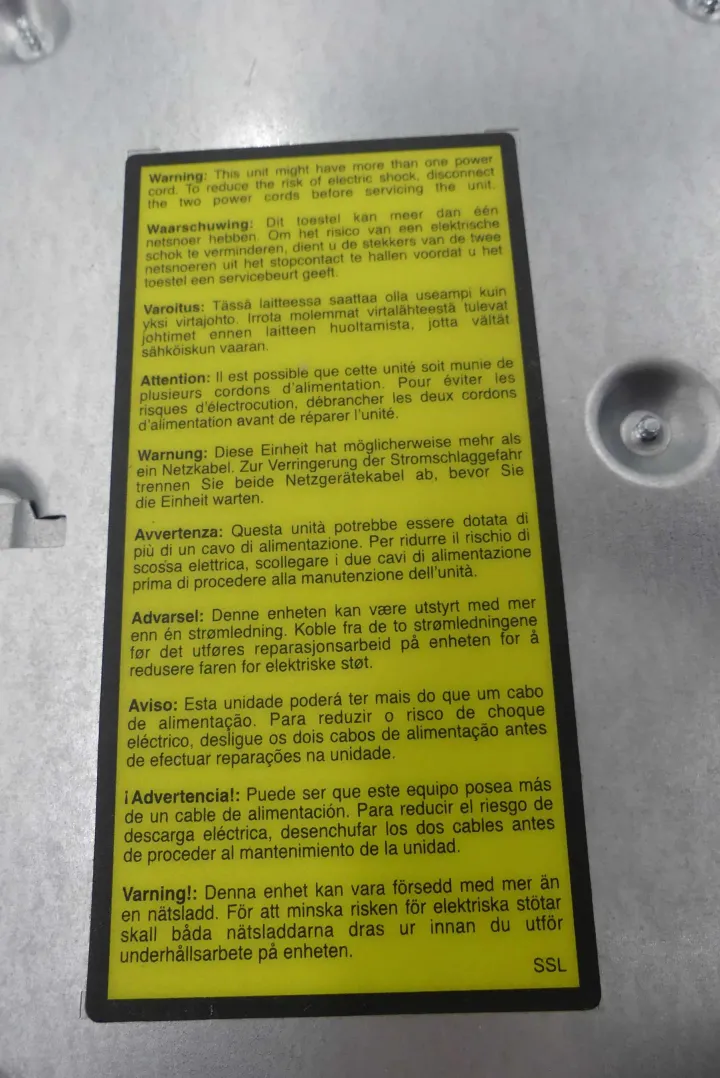 Warning: This unit might have more than one power
cord. To reduce the risk of electric shock, disconnect
the two power cords before servicing the unit.
Waarschuwing: Dit toestel kan meer dan één
netsnoer hebben. Om het risico van een elektrische
schok te verminderen, dient u de stekkers van de twee
netsnoeren uit het stopcontact te hallen voordat u het
toestel een servicebeurt geeft.
Varoitus: Tässä laitteessa saattaa olla useampi kuin
yksi virtajohto. Irrota molemmat virtalähteestä tulevat
johtimet ennen laitteen huoltamista, jotta vältät
sähköiskun vaaran.
Attention: Il est possible que cette unité soit munie de
plusieurs cordons d'alimentation. Pour éviter les
risques d'électrocution, débrancher les deux cordons
d'alimentation avant de réparer l'unité.
Warnung: Diese Einheit hat möglicherweise mehr als
ein Netzkabel. Zur Verringerung der Stromschlaggefahr
trennen Sie beide Netzgerätekabel ab, bevor Sie
die Einheit warten.
Avvertenza: Questa unità potrebbe essere dotata di
più di un cavo di alimentazione. Per ridurre il rischio di
scossa elettrica, scollegare i due cavi di alimentazione
prima di procedere alla manutenzione dell'unità.
Advarsel: Denne enheten kan være utstyrt med mer
enn én strømledning. Koble fra de to strømledningene
før det utføres reparasjonsarbeid på enheten for å
redusere faren for elektriske støt.
Aviso: Esta unidade poderá ter mais do que um cabo
de alimentação. Para reduzir o risco de choque
eléctrico, desligue os dois cabos de alimentação antes
de efectuar reparações na unidade.
¡Advertencia!: Puede ser que este equipo posea más
de un cable de alimentación. Para reducir el riesgo de
descarga eléctrica, desenchufar los dos cables antes
de proceder al mantenimiento de la unidad.
Varning!: Denna enhet kan vara försedd med mer än
en nätsladd. För att minska risken för elektriska stötar
skall båda nätsladdarna dras ur innan du utför
underhållsarbete på enheten.
SSL